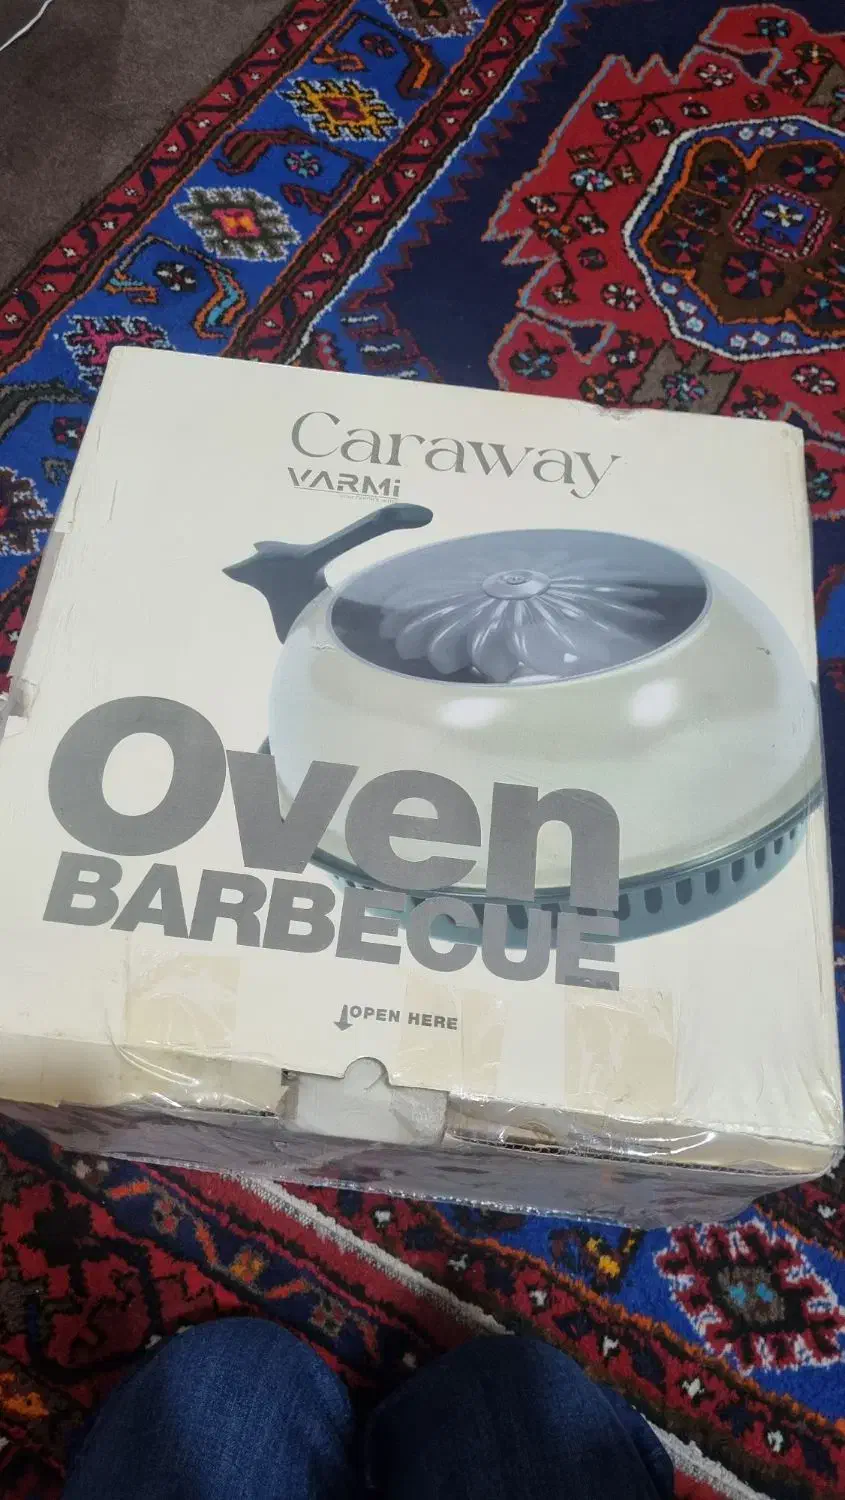 Caraway
VARMi
Oven
BARBECUE
OPEN HERE